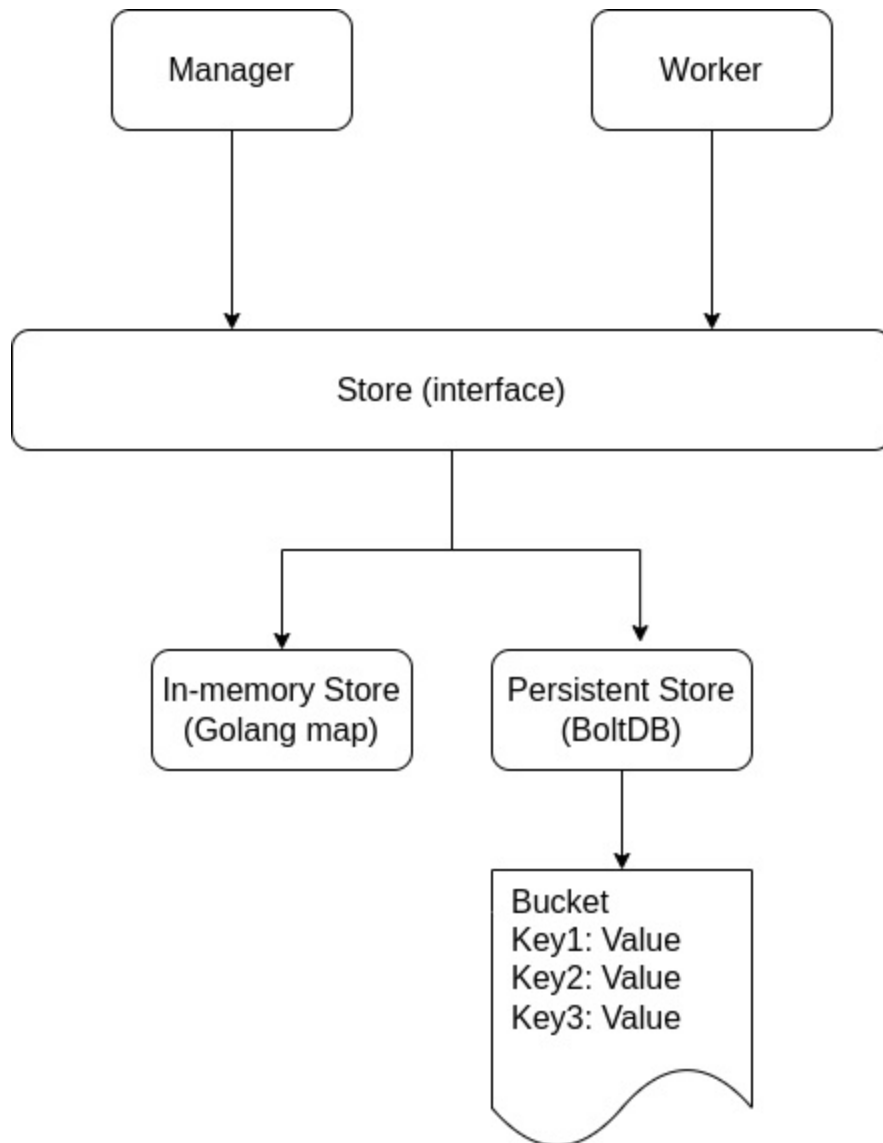 Manager
Worker
Store (interface)
In-memory Store
(Golang map)
Persistent Store
(BoltDB)
Bucket
Key1: Value
Key2: Value
Key3: Value